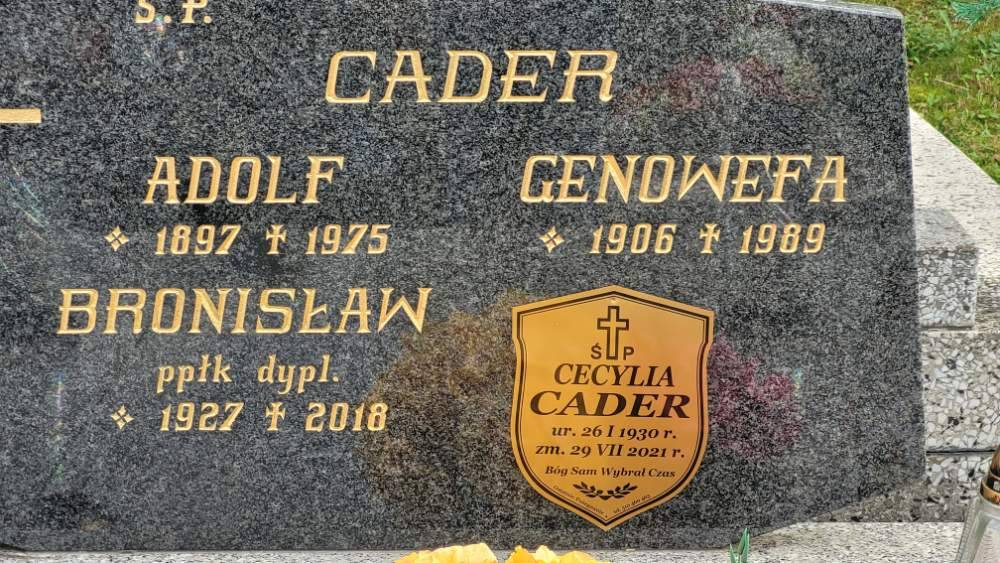 Ś. P.
CADER
ADOLF
1897 ✝ 1975
GENOWEFA
1906 ✝ 1989
BRONISŁAW
ppłk dypl.
1927 ✝ 2018
Ś P
CECYLIA
CADER
ur. 26 I 1930 r.
zm. 29 VII 2021 r.
Bóg Sam Wybrał Czas